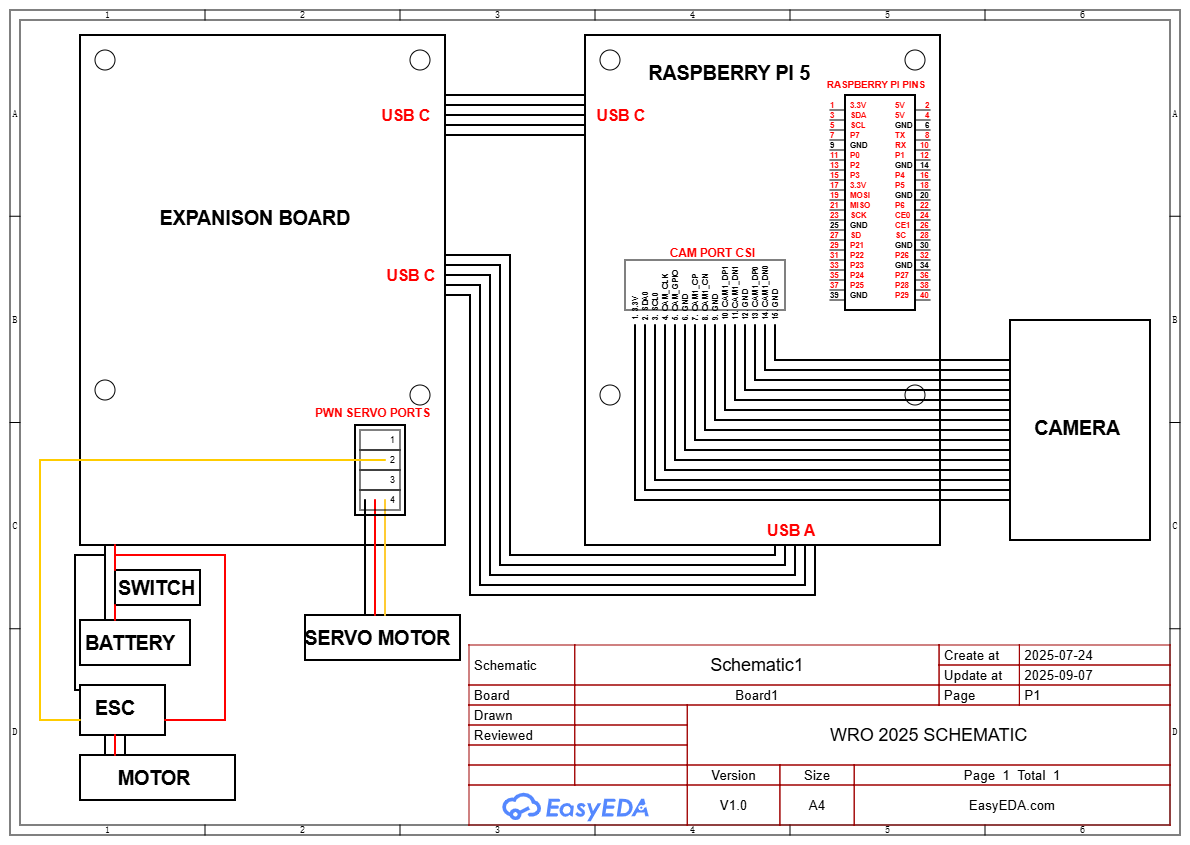 1 2 3 4 5 6
A A
B B
C C
D D
RASPBERRY PI 5
RASPBERRY PI PINS
USB C
USB C
1 3.3V 5V 2
3 SDA 5V 4
5 SCL GND 6
7 P7 TX 8
9 GND RX 10
11 P0 P1 12
13 P2 GND 14
15 P3 P4 16
17 3.3V P5 18
19 MOSI GND 20
21 MISO P6 22
23 SCK CE0 24
25 GND CE1 26
27 SD SC 28
29 P21 GND 30
31 P22 P26 32
33 P23 GND 34
35 P24 P27 36
37 P25 P28 38
39 GND P29 40
EXPANISON BOARD
USB C
CAM PORT CSI
1. 3.3V
2. SDA0
3. SCL0
4. CAM_CLK
5. CAM_GPIO
6. GND
7. CAM1_CP
8. CAM1_CN
9. GND
10. CAM1_DP1
11. CAM1_DN1
12. GND
13. CAM1_DP0
14. CAM1_DN0
15. GND
PWN SERVO PORTS
1
2
3
4
CAMERA
USB A
SWITCH
BATTERY
SERVO MOTOR
ESC
MOTOR
Schematic Schematic1 Create at 2025-07-24
Update at 2025-09-07
Board Board1 Page P1
Drawn
Reviewed
WRO 2025 SCHEMATIC
Version Size Page 1 Total 1
EasyEDA V1.0 A4 EasyEDA.com
1 2 3 4 5 6